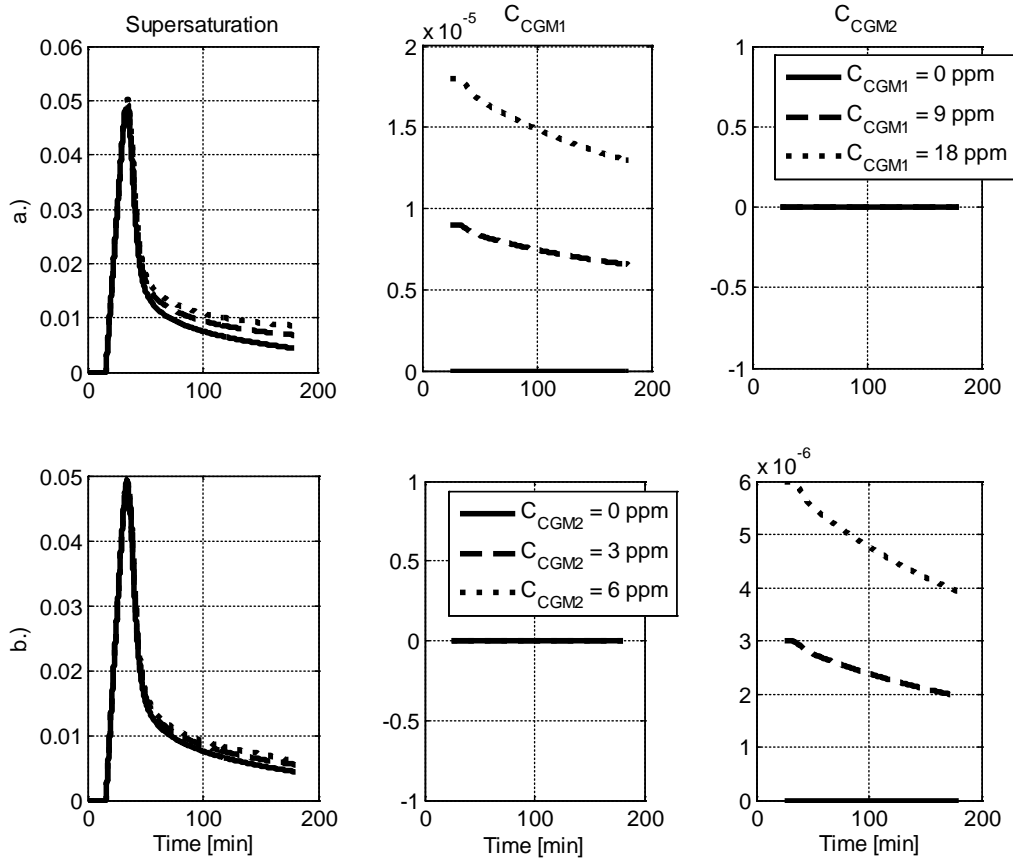 Supersaturation
C_CGM1
C_CGM2
x 10^-5
a.)
0.06
0.05
0.04
0.03
0.02
0.01
0
0 100 200
2
1.5
1
0.5
0
0 100 200
1
0.5
0
-0.5
-1
0 100 200
C_CGM1 = 0 ppm
C_CGM1 = 9 ppm
C_CGM1 = 18 ppm
b.)
0.05
0.04
0.03
0.02
0.01
0
0 100 200
Time [min]
1
0.5
0
-0.5
-1
0 100 200
Time [min]
C_CGM2 = 0 ppm
C_CGM2 = 3 ppm
C_CGM2 = 6 ppm
x 10^-6
6
5
4
3
2
1
0
0 100 200
Time [min]